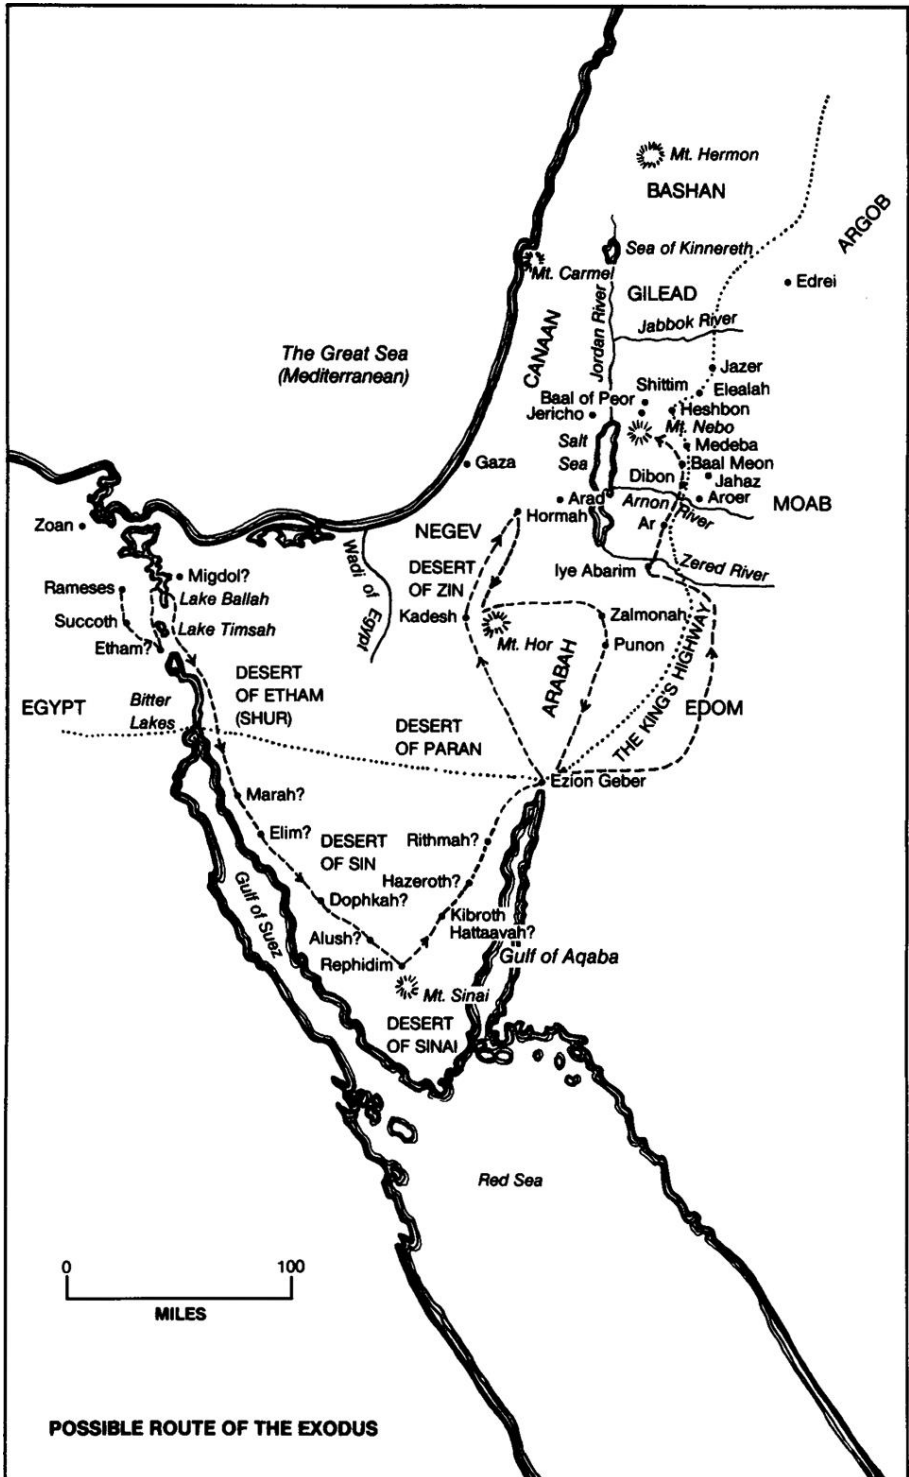 Mt. Hermon
BASHAN
ARGOB
Sea of Kinnereth
Mt. Carmel
Edrei
GILEAD
Jordan River
Jabbok River
CANAAN
The Great Sea
(Mediterranean)
Jazer
Shittim
Elealah
Baal of Peor
Heshbon
Jericho
Mt. Nebo
Salt
Sea
Medeba
Gaza
Baal Meon
Dibon
Jahaz
Arad
Arnon River
Aroer
MOAB
Hormah
Zoan
NEGEV
Ar
Wadi of Egypt
DESERT
OF ZIN
Zered River
Migdol?
Iye Abarim
Rameses
Lake Ballah
Kadesh
Zalmonah
Succoth
Lake Timsah
Mt. Hor
Punon
Etham?
THE KING'S HIGHWAY
ARABAH
DESERT
OF ETHAM
(SHUR)
Bitter
Lakes
EGYPT
EDOM
DESERT
OF PARAN
Ezion Geber
Marah?
Elim?
DESERT
OF SIN
Rithmah?
Hazeroth?
Gulf of Suez
Dophkah?
Kibroth
Hattaavah?
Alush?
Gulf of Aqaba
Rephidim
Mt. Sinai
DESERT
OF SINAI
Red Sea
0 100
MILES
POSSIBLE ROUTE OF THE EXODUS